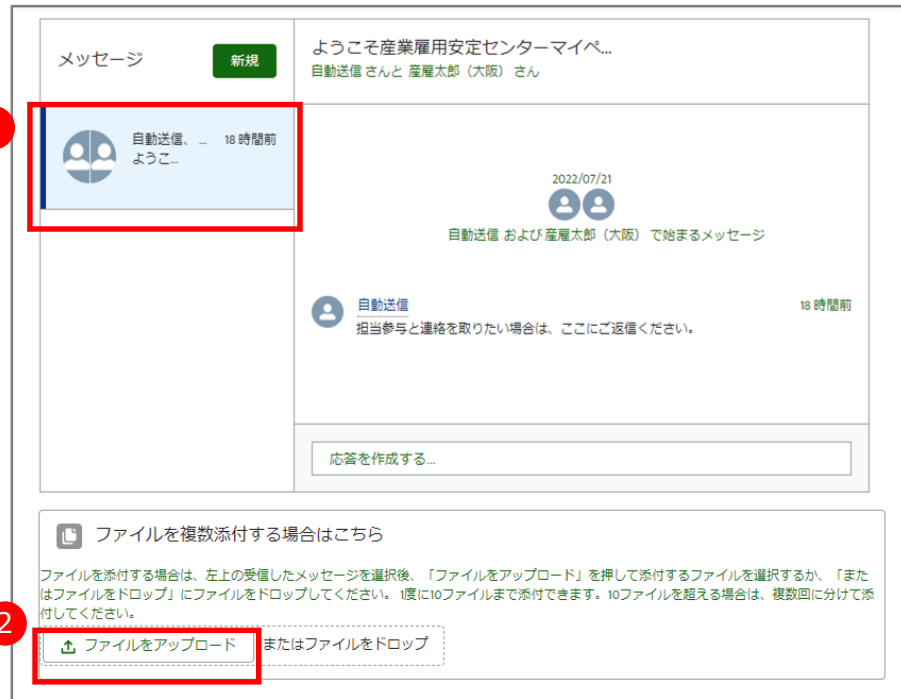 メッセージ
新規
ようこそ産業雇用安定センターマイペ...
自動送信 さんと 産雇太郎（大阪） さん
自動送信、 ... 18 時間前
ようこ...
2022/07/21
自動送信 および 産雇太郎（大阪） で始まるメッセージ
自動送信 18 時間前
担当参与と連絡を取りたい場合は、ここにご返信ください。
応答を作成する...
ファイルを複数添付する場合はこちら
ファイルを添付する場合は、左上の受信したメッセージを選択後、「ファイルをアップロード」を押して添付するファイルを選択するか、「また
はファイルをドロップ」にファイルをドロップしてください。 1度に10ファイルまで添付できます。10ファイルを超える場合は、複数回に分けて添
付してください。
2
ファイルをアップロード またはファイルをドロップ